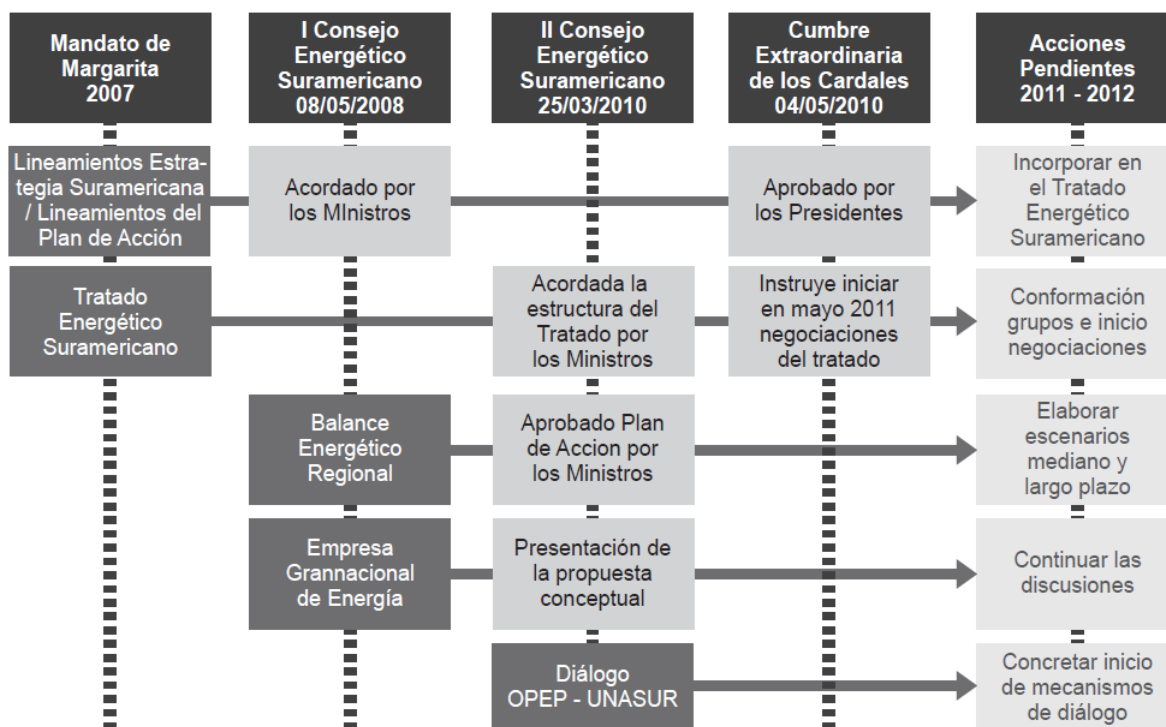 Mandato de
Margarita
2007
I Consejo
Energético
Suramericano
08/05/2008
II Consejo
Energético
Suramericano
25/03/2010
Cumbre
Extraordinaria
de los Cardales
04/05/2010
Acciones
Pendientes
2011 - 2012
Lineamientos Estra-
tegia Suramericana
/ Lineamientos del
Plan de Acción
Acordado por
los MInistros
Aprobado por
los Presidentes
Incorporar en
el Tratado
Energético
Suramericano
Tratado
Energético
Suramericano
Acordada la
estructura del
Tratado por
los Ministros
Instruye iniciar
en mayo 2011
negociaciones
del tratado
Conformación
grupos e inicio
negociaciones
Balance
Energético
Regional
Aprobado Plan
de Accion por
los Ministros
Elaborar
escenarios
mediano y
largo plazo
Empresa
Grannacional
de Energía
Presentación de
la propuesta
conceptual
Continuar las
discusiones
Diálogo
OPEP - UNASUR
Concretar inicio
de mecanismos
de diálogo